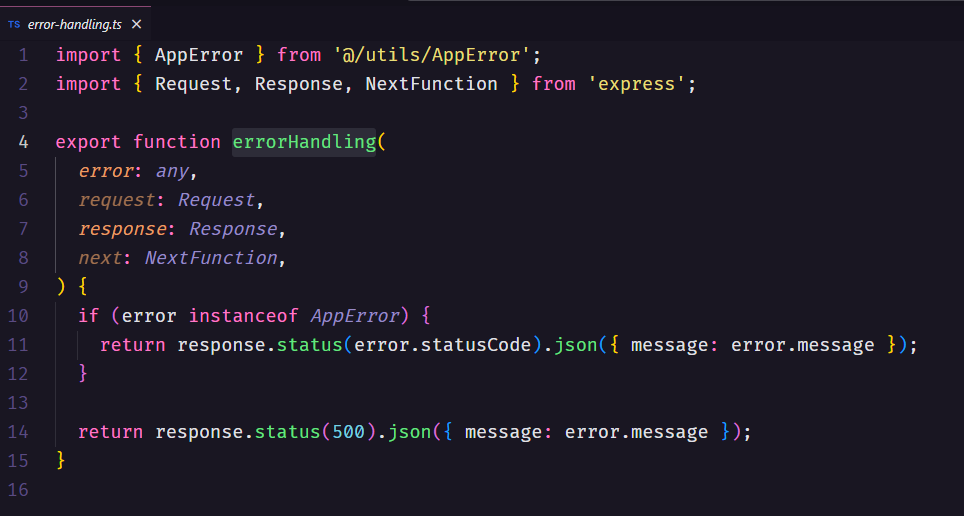 TS error-handling.ts ×
1 import { AppError } from '@/utils/AppError';
2 import { Request, Response, NextFunction } from 'express';
3
4 export function errorHandling(
5   error: any,
6   request: Request,
7   response: Response,
8   next: NextFunction,
9 ) {
10   if (error instanceof AppError) {
11     return response.status(error.statusCode).json({ message: error.message });
12   }
13
14   return response.status(500).json({ message: error.message });
15 }
16